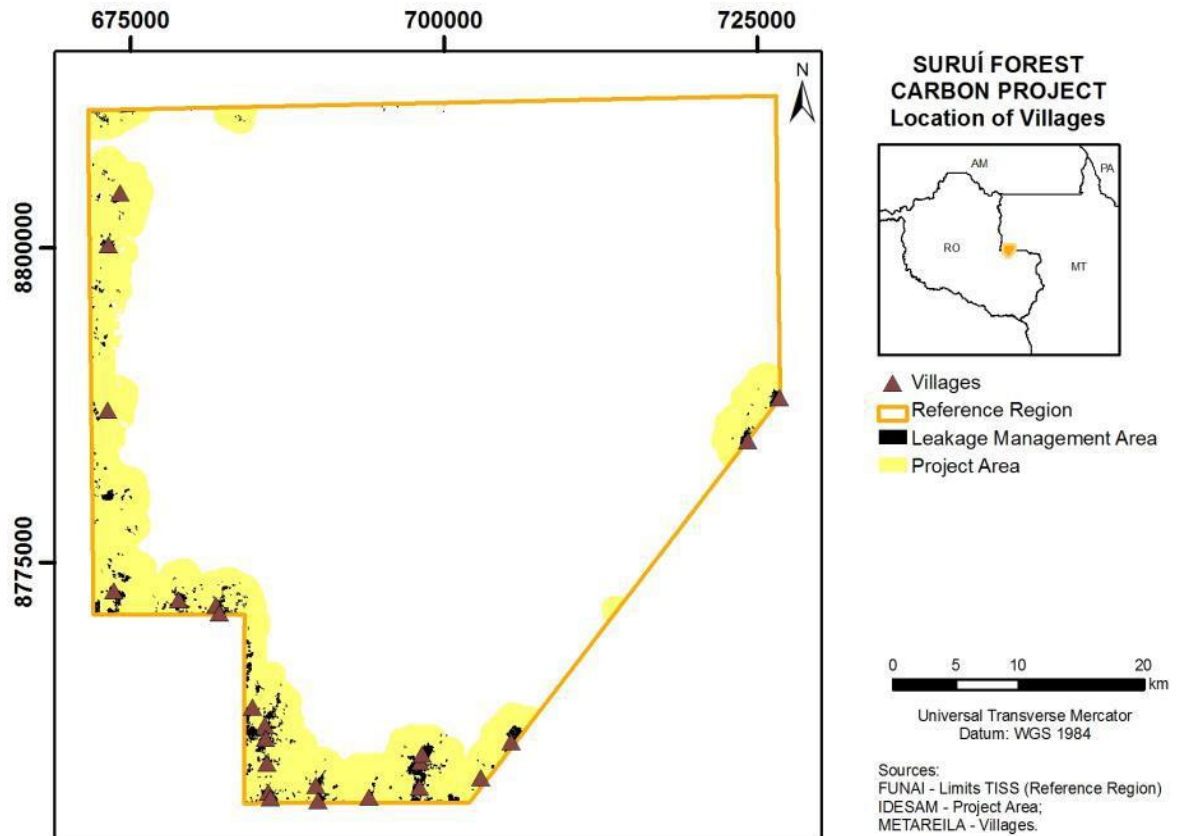 675000 700000 725000
N
8800000
8775000
SURUÍ FOREST
CARBON PROJECT
Location of Villages
AM
PA
RO
MT
Villages
Reference Region
Leakage Management Area
Project Area
0 5 10 20
km
Universal Transverse Mercator
Datum: WGS 1984
Sources:
FUNAI - Limits TISS (Reference Region)
IDESAM - Project Area;
METAREILA - Villages.